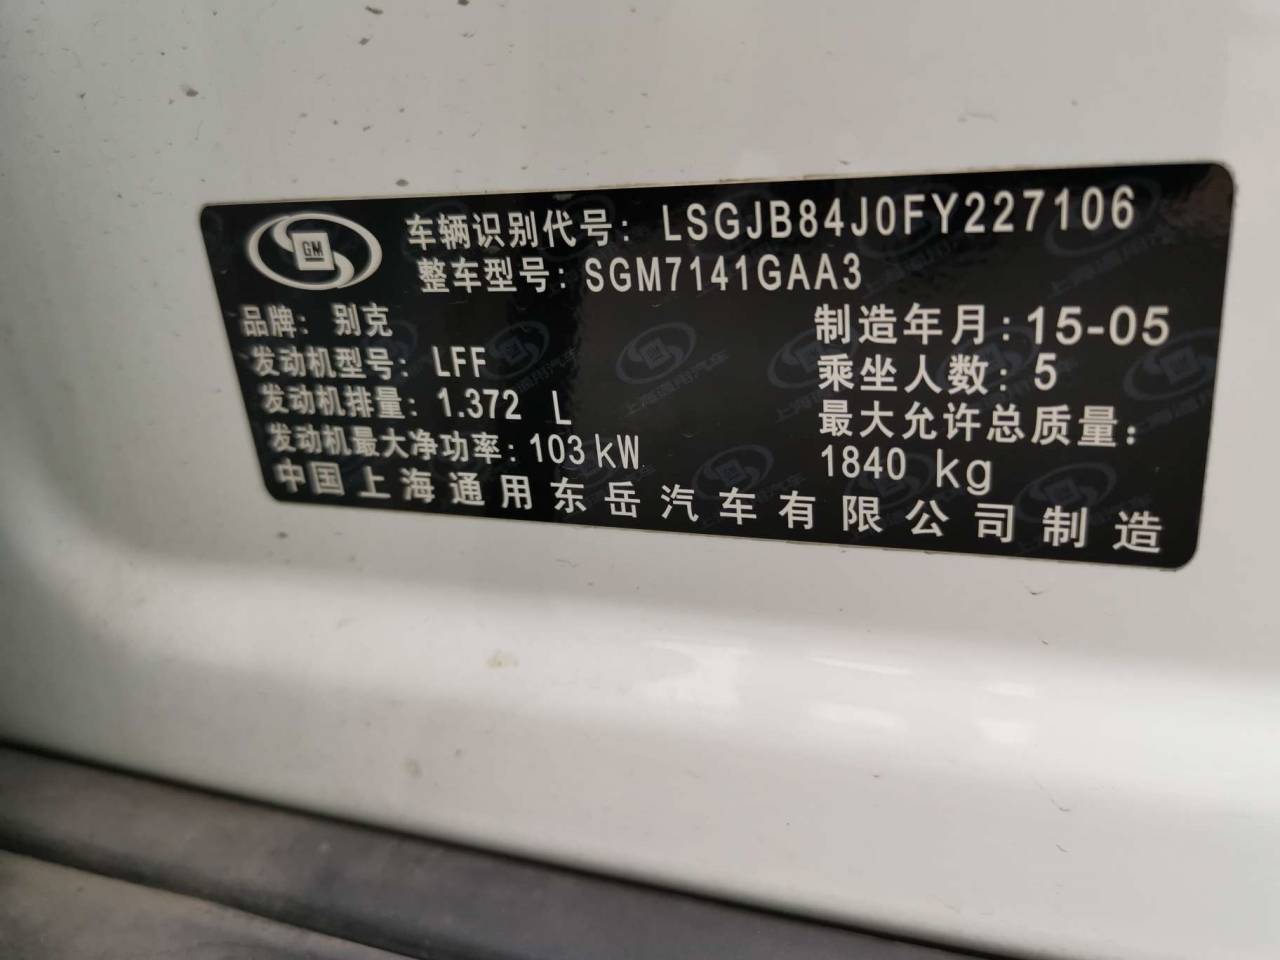 GM
车辆识别代号: LSGJB84J0FY227106
整车型号: SGM7141GAA3
品牌: 别克
制造年月: 15-05
发动机型号: LFF
乘坐人数: 5
发动机排量: 1.372 L
最大允许总质量:
1840 kg
发动机最大净功率: 103 kW
中国上海通用东岳汽车有限公司制造